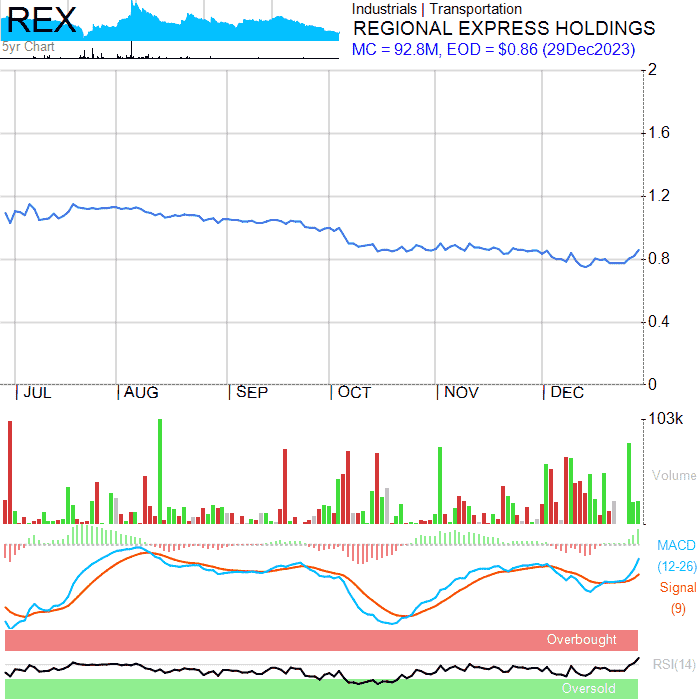 REX
5yr Chart
Industrials | Transportation
REGIONAL EXPRESS HOLDINGS
MC = 92.8M, EOD = $0.86 (29Dec2023)
2
1.6
1.2
0.8
0.4
0
JUL AUG SEP OCT NOV DEC
103k
Volume
MACD
(12-26)
Signal
(9)
Overbought
RSI(14)
Oversold